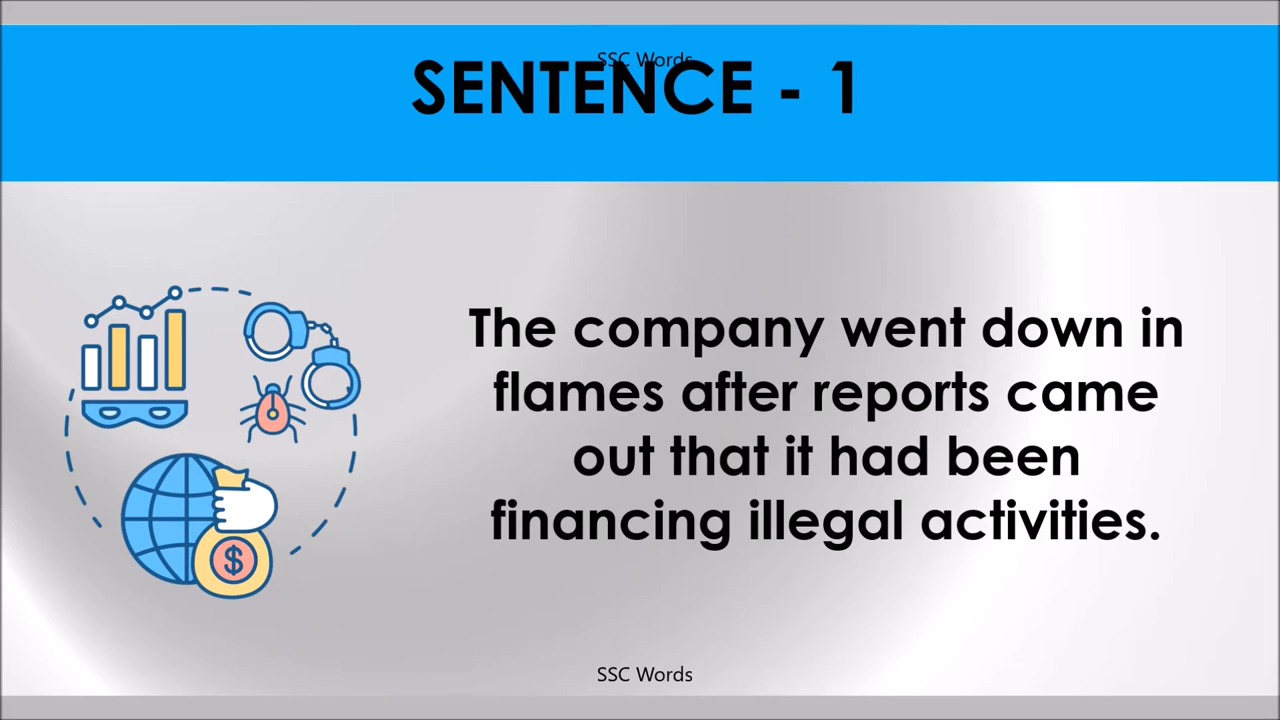 SSC Words
SENTENCE - 1
The company went down in
flames after reports came
out that it had been
financing illegal activities.
$
SSC Words